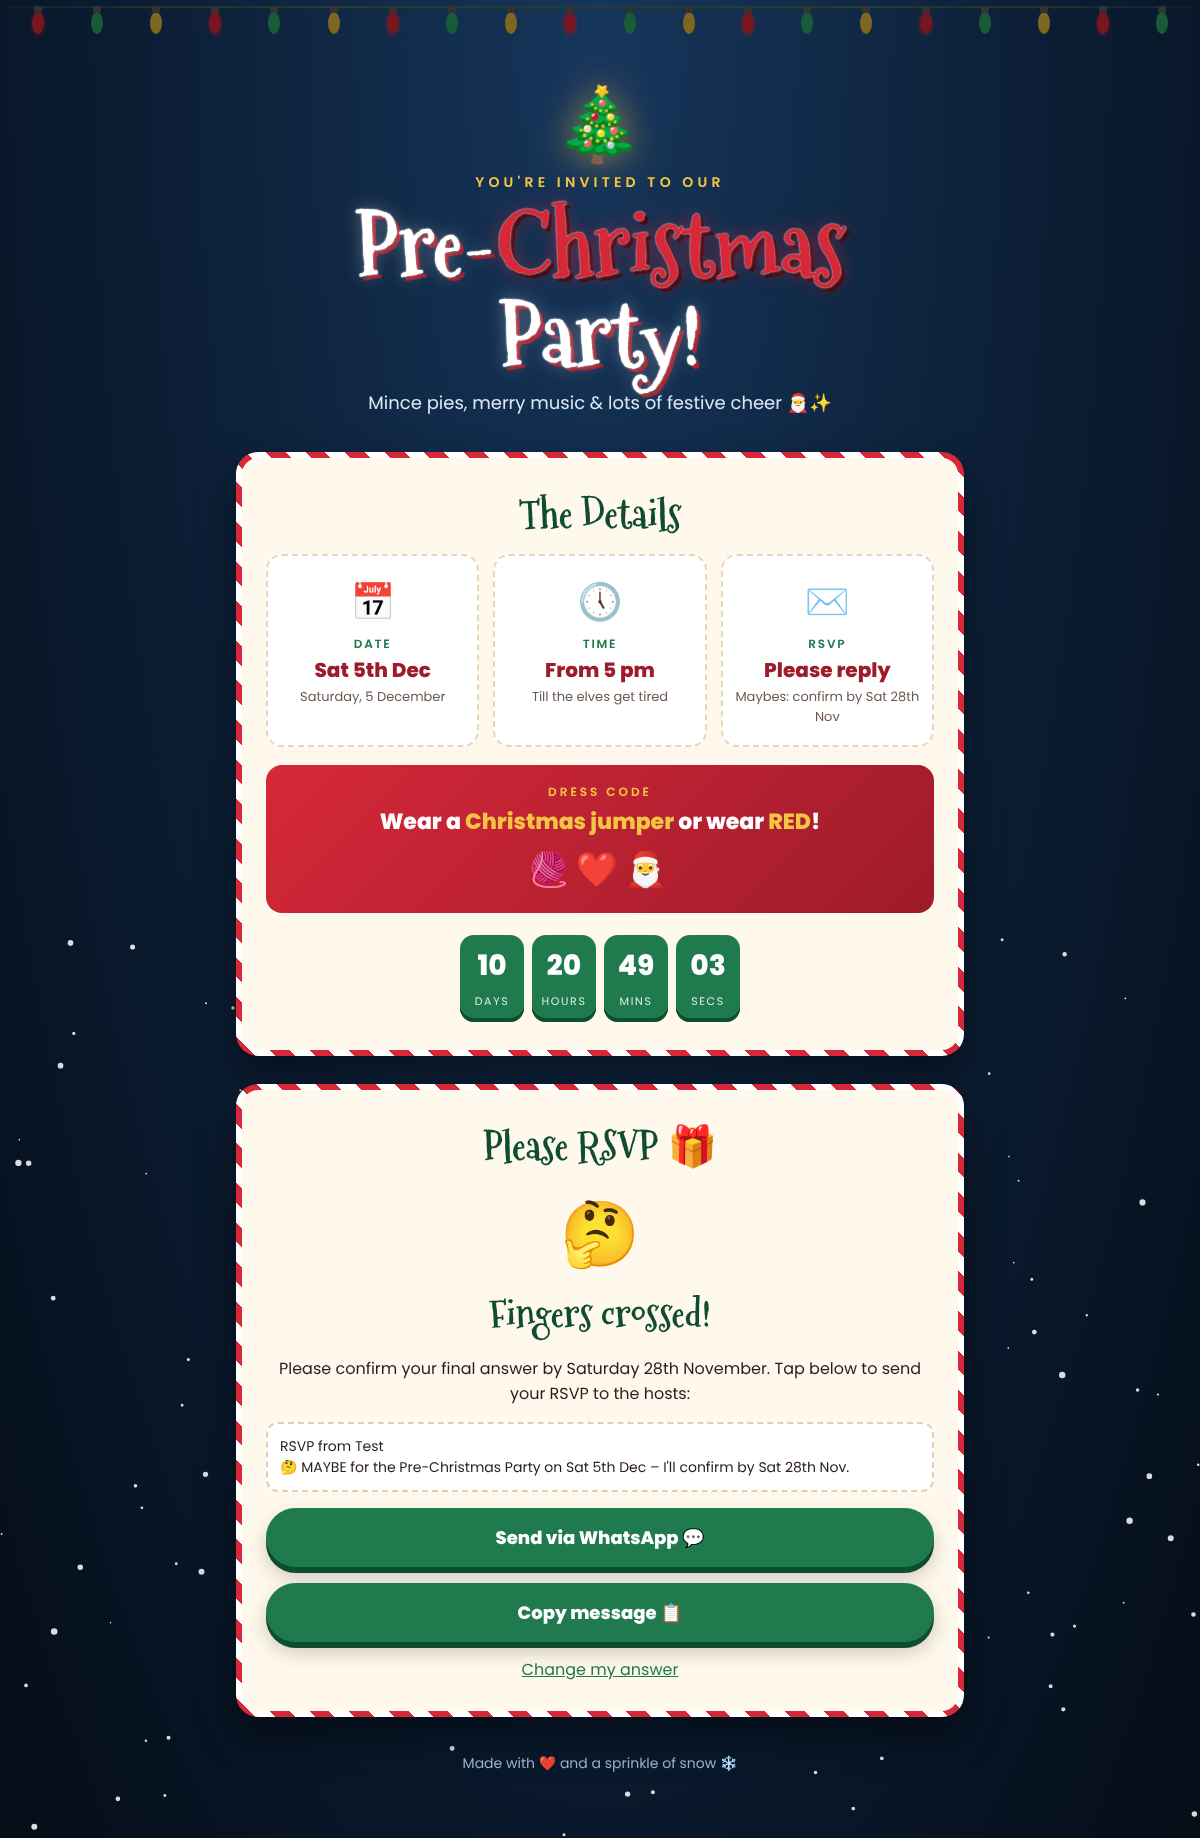 YOU'RE INVITED TO OUR
Pre-Christmas
Party!
Mince pies, merry music & lots of festive cheer 🎅✨
The Details
July
17
DATE
Sat 5th Dec
Saturday, 5 December
TIME
From 5 pm
Till the elves get tired
RSVP
Please reply
Maybes: confirm by Sat 28th
Nov
DRESS CODE
Wear a Christmas jumper or wear RED!
10
DAYS
20
HOURS
49
MINS
03
SECS
Please RSVP 🎁
Fingers crossed!
Please confirm your final answer by Saturday 28th November. Tap below to send
your RSVP to the hosts:
RSVP from Test
🤔 MAYBE for the Pre-Christmas Party on Sat 5th Dec – I'll confirm by Sat 28th Nov.
Send via WhatsApp 💬
Copy message 📋
Change my answer
Made with ❤️ and a sprinkle of snow ❄️